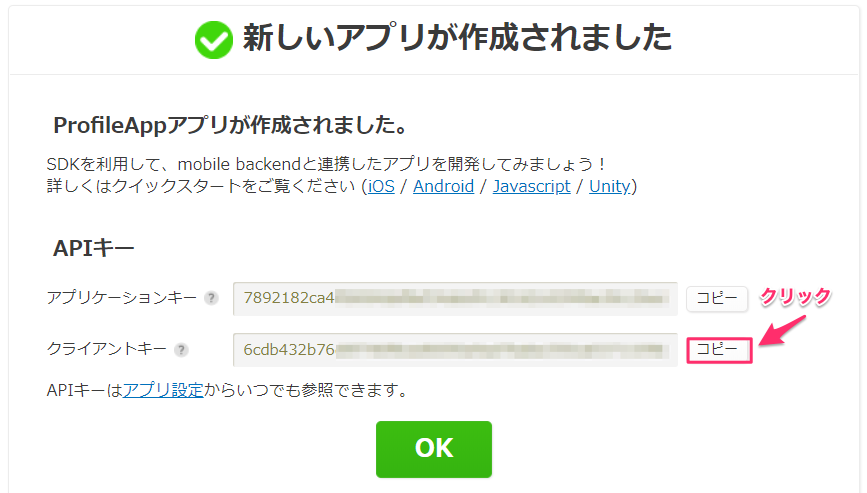 新しいアプリが作成されました
ProfileAppアプリが作成されました。
SDKを利用して、mobile backendと連携したアプリを開発してみましょう！
詳しくはクイックスタートをご覧ください (iOS / Android / Javascript / Unity)
APIキー
アプリケーションキー ? 7892182ca4 コピー クリック
クライアントキー ? 6cdb432b76 コピー
APIキーはアプリ設定からいつでも参照できます。
OK